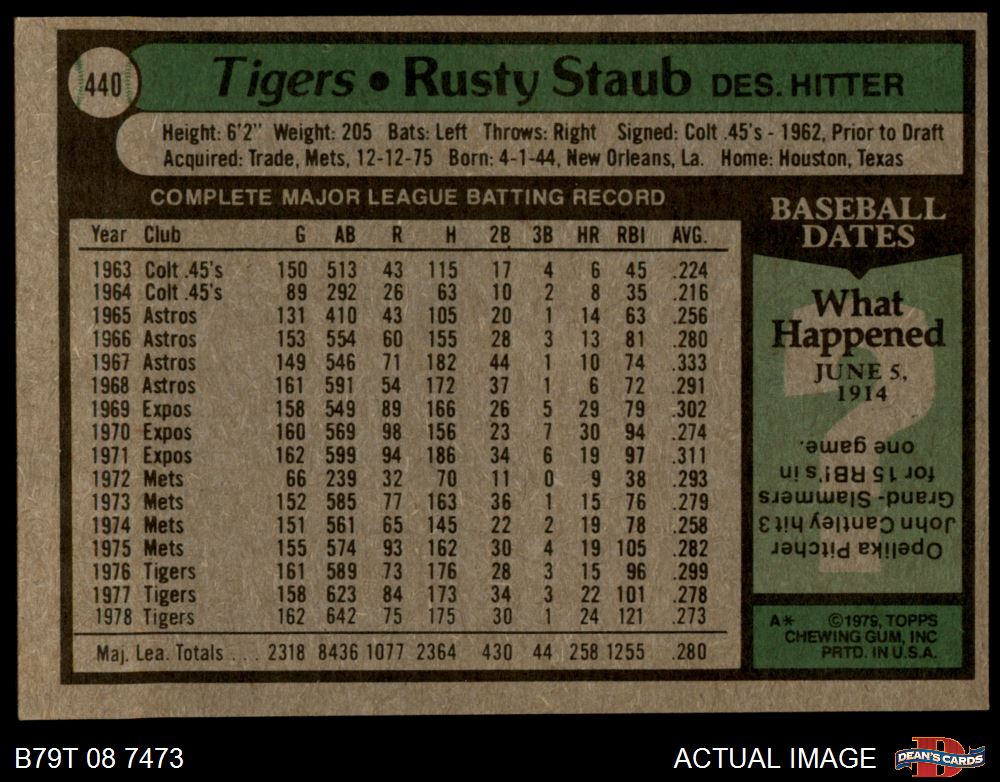 440 Tigers • Rusty Staub DES. HITTER
Height: 6'2" Weight: 205 Bats: Left Throws: Right Signed: Colt .45's - 1962, Prior to Draft
Acquired: Trade, Mets, 12-12-75 Born: 4-1-44, New Orleans, La. Home: Houston, Texas
COMPLETE MAJOR LEAGUE BATTING RECORD
Year Club G AB R H 2B 3B HR RBI AVG.
1963 Colt .45's 150 513 43 115 17 4 6 45 .224
1964 Colt .45's 89 292 26 63 10 2 8 35 .216
1965 Astros 131 410 43 105 20 1 14 63 .256
1966 Astros 153 554 60 155 28 3 13 81 .280
1967 Astros 149 546 71 182 44 1 10 74 .333
1968 Astros 161 591 54 172 37 1 6 72 .291
1969 Expos 158 549 89 166 26 5 29 79 .302
1970 Expos 160 569 98 156 23 7 30 94 .274
1971 Expos 162 599 94 186 34 6 19 97 .311
1972 Mets 66 239 32 70 11 0 9 38 .293
1973 Mets 152 585 77 163 36 1 15 76 .279
1974 Mets 151 561 65 145 22 2 19 78 .258
1975 Mets 155 574 93 162 30 4 19 105 .282
1976 Tigers 161 589 73 176 28 3 15 96 .299
1977 Tigers 158 623 84 173 34 3 22 101 .278
1978 Tigers 162 642 75 175 30 1 24 121 .273
Maj. Lea. Totals . . . 2318 8436 1077 2364 430 44 258 1255 .280
BASEBALL
DATES
What
Happened
JUNE 5,
1914
?
Opelika Pitcher
John Cantley hit 3
Grand-Slammers
for 15 RBI's in
one game.
A* ©1979, TOPPS
CHEWING GUM, INC
PRTD. IN U.S.A.
B79T 08 7473
ACTUAL IMAGE
D
DEAN'S CARDS